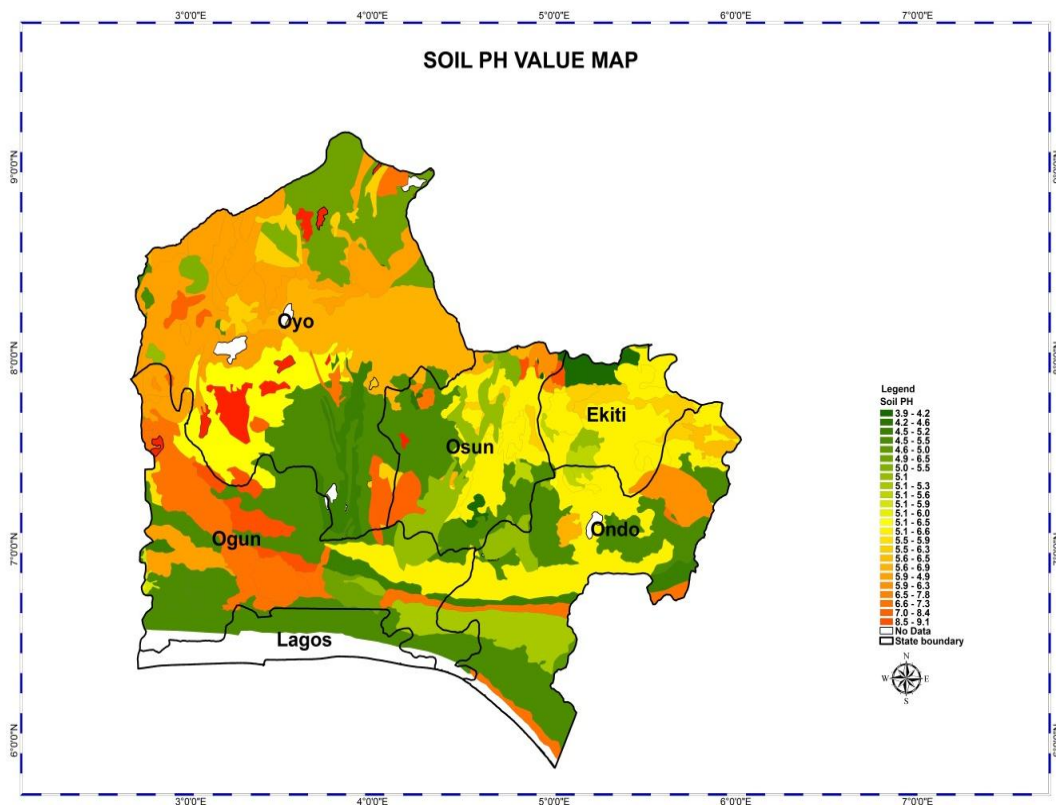 3°0'0"E 4°0'0"E 5°0'0"E 6°0'0"E 7°0'0"E
SOIL PH VALUE MAP
9°0'0"N
8°0'0"N
7°0'0"N
6°0'0"N
Oyo
Osun
Ekiti
Ogun
Ondo
Lagos
Legend
Soil PH
3.9 - 4.2
4.2 - 4.6
4.5 - 5.2
4.5 - 5.5
4.6 - 5.0
4.9 - 6.5
5.0 - 5.5
5.1
5.1 - 5.3
5.1 - 5.6
5.1 - 5.9
5.1 - 6.0
5.1 - 6.5
5.1 - 6.6
5.5 - 5.9
5.5 - 6.3
5.6 - 6.5
5.6 - 6.9
5.9 - 4.9
5.9 - 6.3
6.5 - 7.8
6.6 - 7.3
7.0 - 8.4
8.5 - 9.1
No Data
State boundary
N
W E
S
3°0'0"E 4°0'0"E 5°0'0"E 6°0'0"E 7°0'0"E